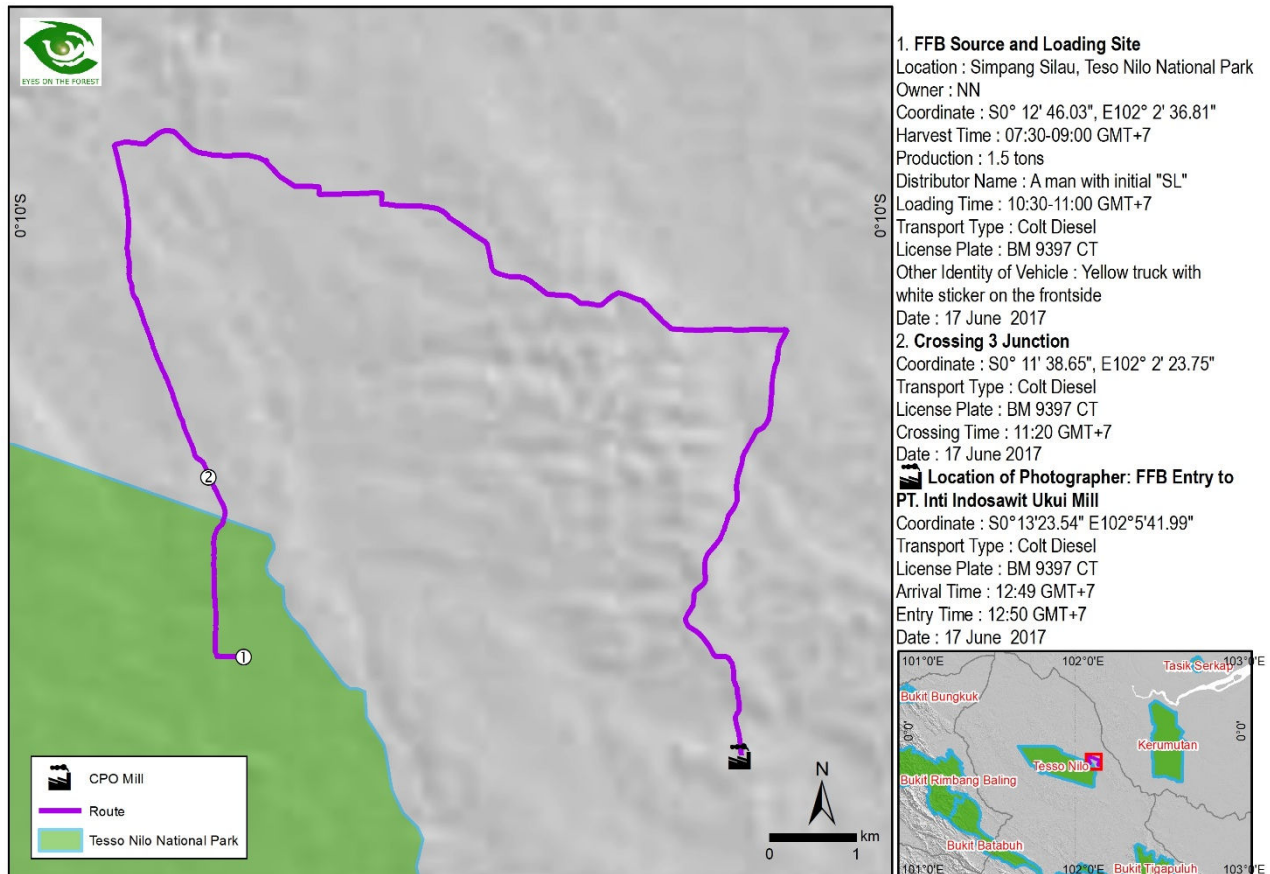 EYES ON THE FOREST
0°10'S
0°10'S
CPO Mill
Route
Tesso Nilo National Park
N
km
0
1
1. FFB Source and Loading Site
Location : Simpang Silau, Teso Nilo National Park
Owner : NN
Coordinate : S0° 12' 46.03", E102° 2' 36.81"
Harvest Time : 07:30-09:00 GMT+7
Production : 1.5 tons
Distributor Name : A man with initial "SL"
Loading Time : 10:30-11:00 GMT+7
Transport Type : Colt Diesel
License Plate : BM 9397 CT
Other Identity of Vehicle : Yellow truck with
white sticker on the frontside
Date : 17 June 2017
2. Crossing 3 Junction
Coordinate : S0° 11' 38.65", E102° 2' 23.75"
Transport Type : Colt Diesel
License Plate : BM 9397 CT
Crossing Time : 11:20 GMT+7
Date : 17 June 2017
Location of Photographer: FFB Entry to
PT. Inti Indosawit Ukui Mill
Coordinate : S0°13'23.54" E102°5'41.99"
Transport Type : Colt Diesel
License Plate : BM 9397 CT
Arrival Time : 12:49 GMT+7
Entry Time : 12:50 GMT+7
Date : 17 June 2017
2
1
101°0'E
102°0'E
103°0'E
Tasik Serkap
Bukit Bungkuk
0°0'
0°0'
Kerumutan
Tesso Nilo
Bukit Rimbang Baling
Bukit Batabuh
Bukit Tigapuluh
101°0'E
102°0'E
103°0'E